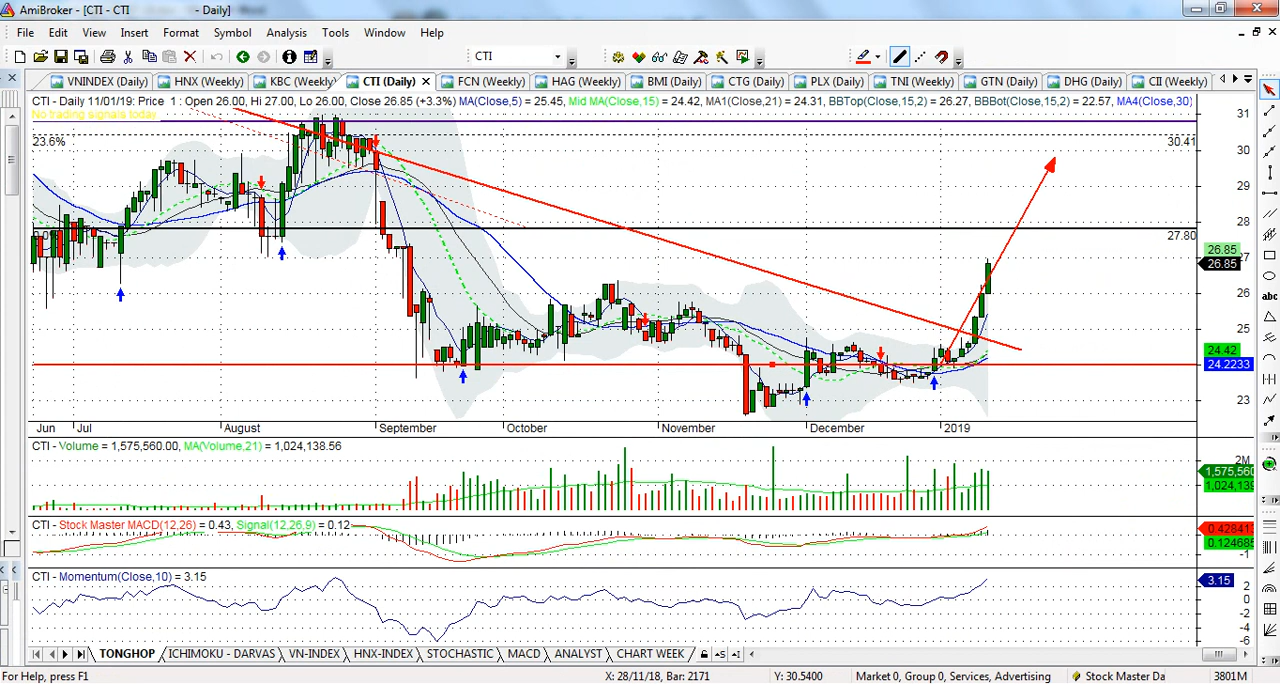 AmiBroker - [CTI - CTI - Daily]
File Edit View Insert Format Symbol Analysis Tools Window Help
CTI
VNINDEX (Daily) HNX (Weekly) KBC (Weekly) CTI (Daily) FCN (Weekly) HAG (Weekly) BMI (Daily) CTG (Daily) PLX (Daily) TNI (Weekly) GTN (Daily) DHG (Daily) CII (Weekly)
CTI - Daily 11/01/19: Price 1 : Open 26.00, Hi 27.00, Lo 26.00, Close 26.85 (+3.3%) MA(Close,5) = 25.45, Mid MA(Close,15) = 24.42, MA1(Close,21) = 24.31, BBTop(Close,15,2) = 26.27, BBBot(Close,15,2) = 22.57, MA4(Close,30)
No trading signals today
31
23.6%
30.41
30
29
28
27.80
26.85
27
26.85
26
25
24.42
24.2233
23
Jun Jul August September October November December 2019
CTI - Volume = 1,575,560.00, MA(Volume,21) = 1,024,138.56
2M
1,575,560
1,024,139
CTI - Stock Master MACD(12,26) = 0.43, Signal(12,26,9) = 0.12
0.428413
0.124685
-1
CTI - Momentum(Close,10) = 3.15
3.15
2
0
-2
-4
-6
TONGHOP ICHIMOKU - DARVAS VN-INDEX HNX-INDEX STOCHASTIC MACD ANALYST CHART WEEK
For Help, press F1 X: 28/11/18, Bar: 2171 Y: 30.5400 Market 0, Group 0, Services, Advertising Stock Master Da 3801M